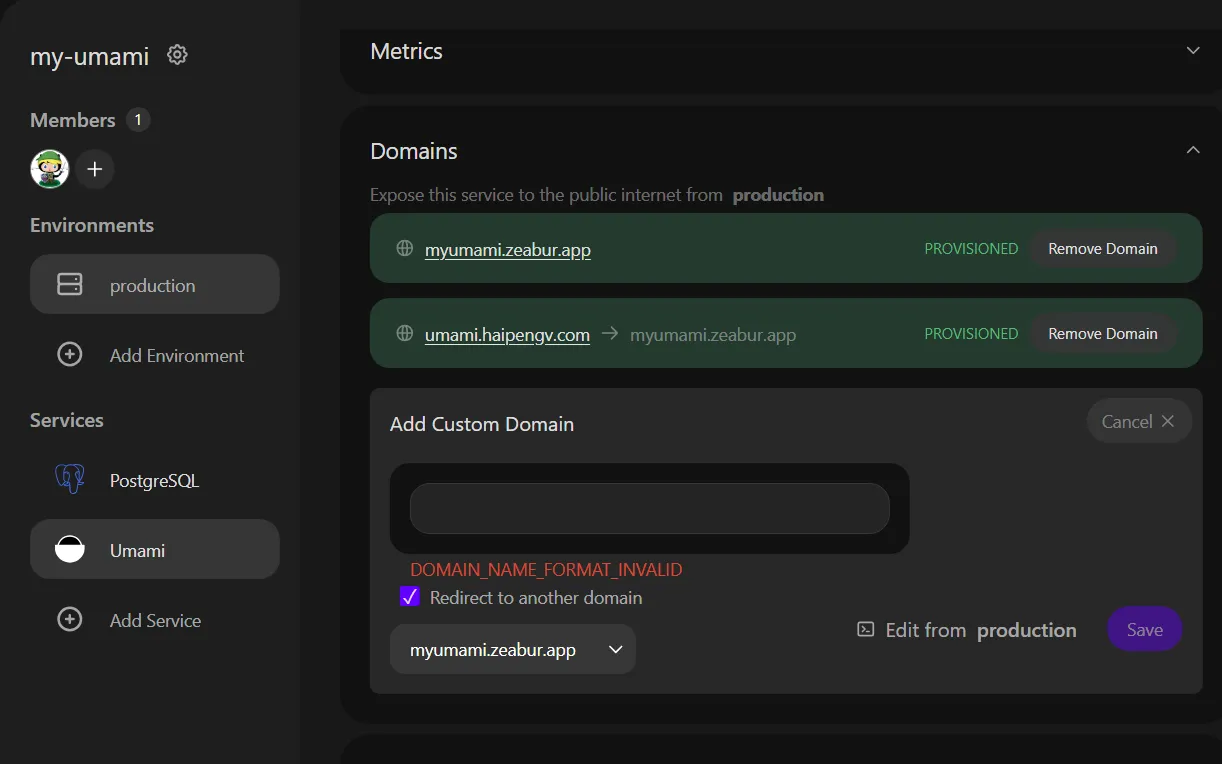 my-umami
Members 1
Environments
production
Add Environment
Services
PostgreSQL
Umami
Add Service
Metrics
Domains
Expose this service to the public internet from production
myumami.zeabur.app PROVISIONED Remove Domain
umami.haipengv.com → myumami.zeabur.app PROVISIONED Remove Domain
Add Custom Domain Cancel
DOMAIN_NAME_FORMAT_INVALID
Redirect to another domain
myumami.zeabur.app
Edit from production Save